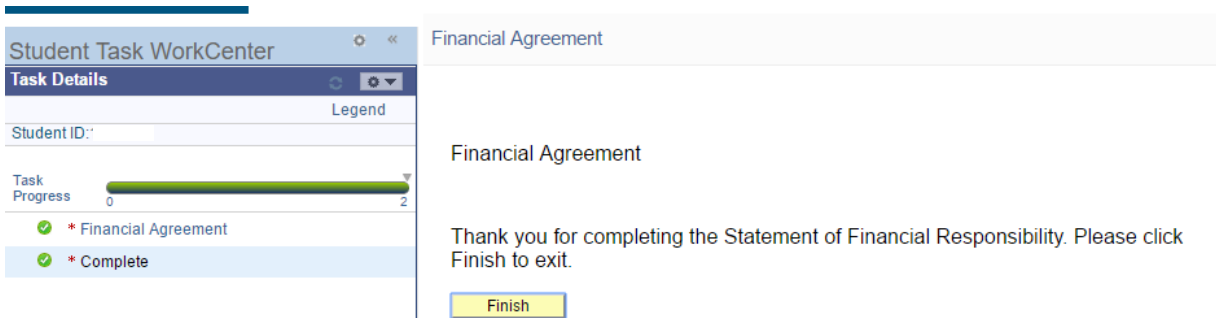 Student Task WorkCenter
«
Task Details
Legend
Student ID:
Task
Progress
0
2
* Financial Agreement
* Complete
Financial Agreement
Financial Agreement
Thank you for completing the Statement of Financial Responsibility. Please click
Finish to exit.
Finish